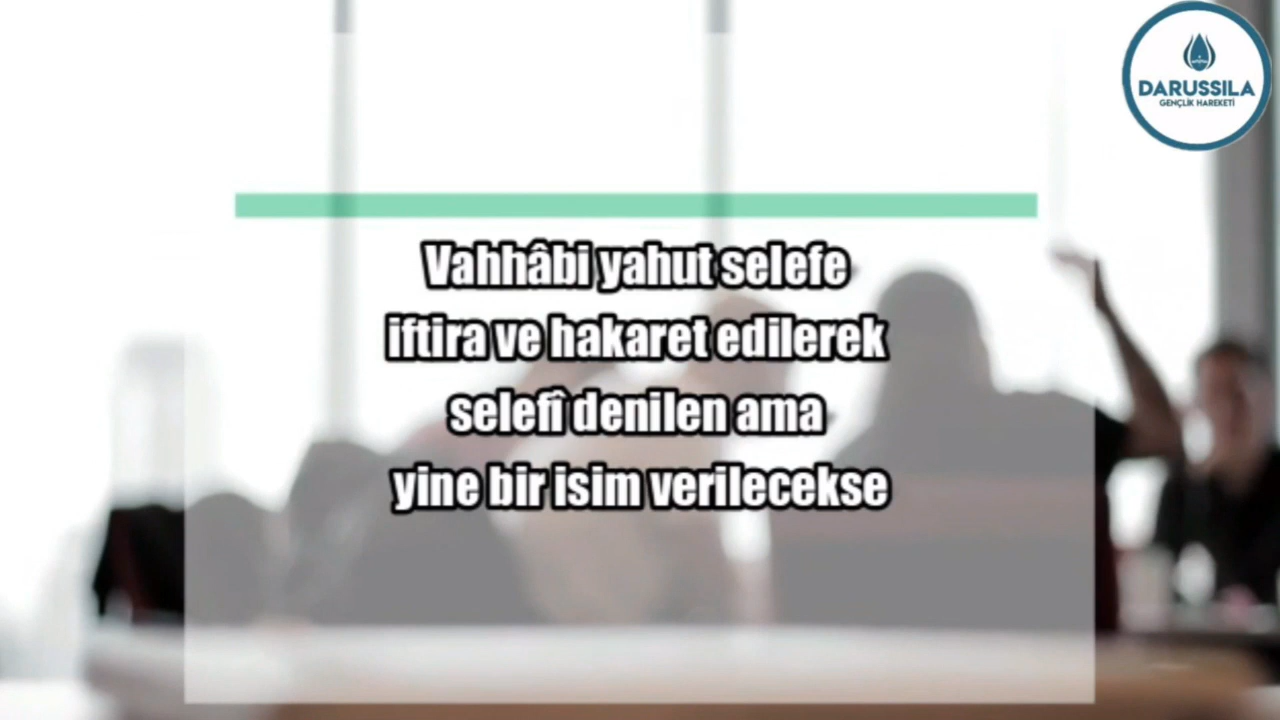 DARUSSILA
GENÇLİK HAREKETİ
Vahhâbi yahut selefe
iftira ve hakaret edilerek
selefî denilen ama
yine bir isim verilecekse